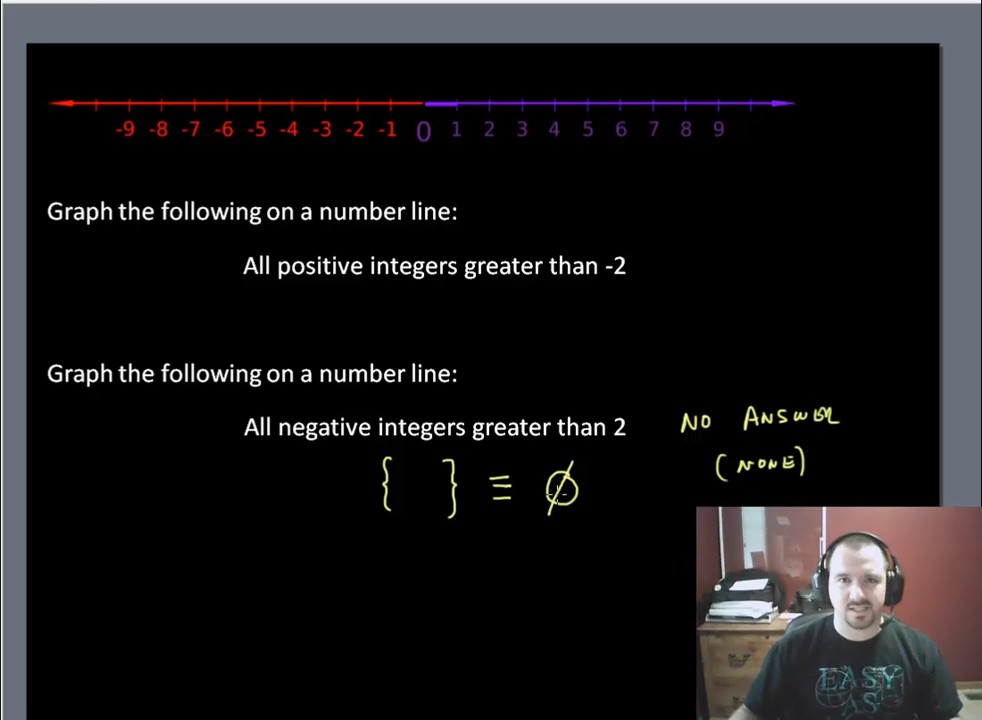 -9 -8 -7 -6 -5 -4 -3 -2 -1 0 1 2 3 4 5 6 7 8 9
Graph the following on a number line:
All positive integers greater than -2
Graph the following on a number line:
All negative integers greater than 2
NO ANSWER
(NONE)
{ } ≡ ∅
EASY
AS